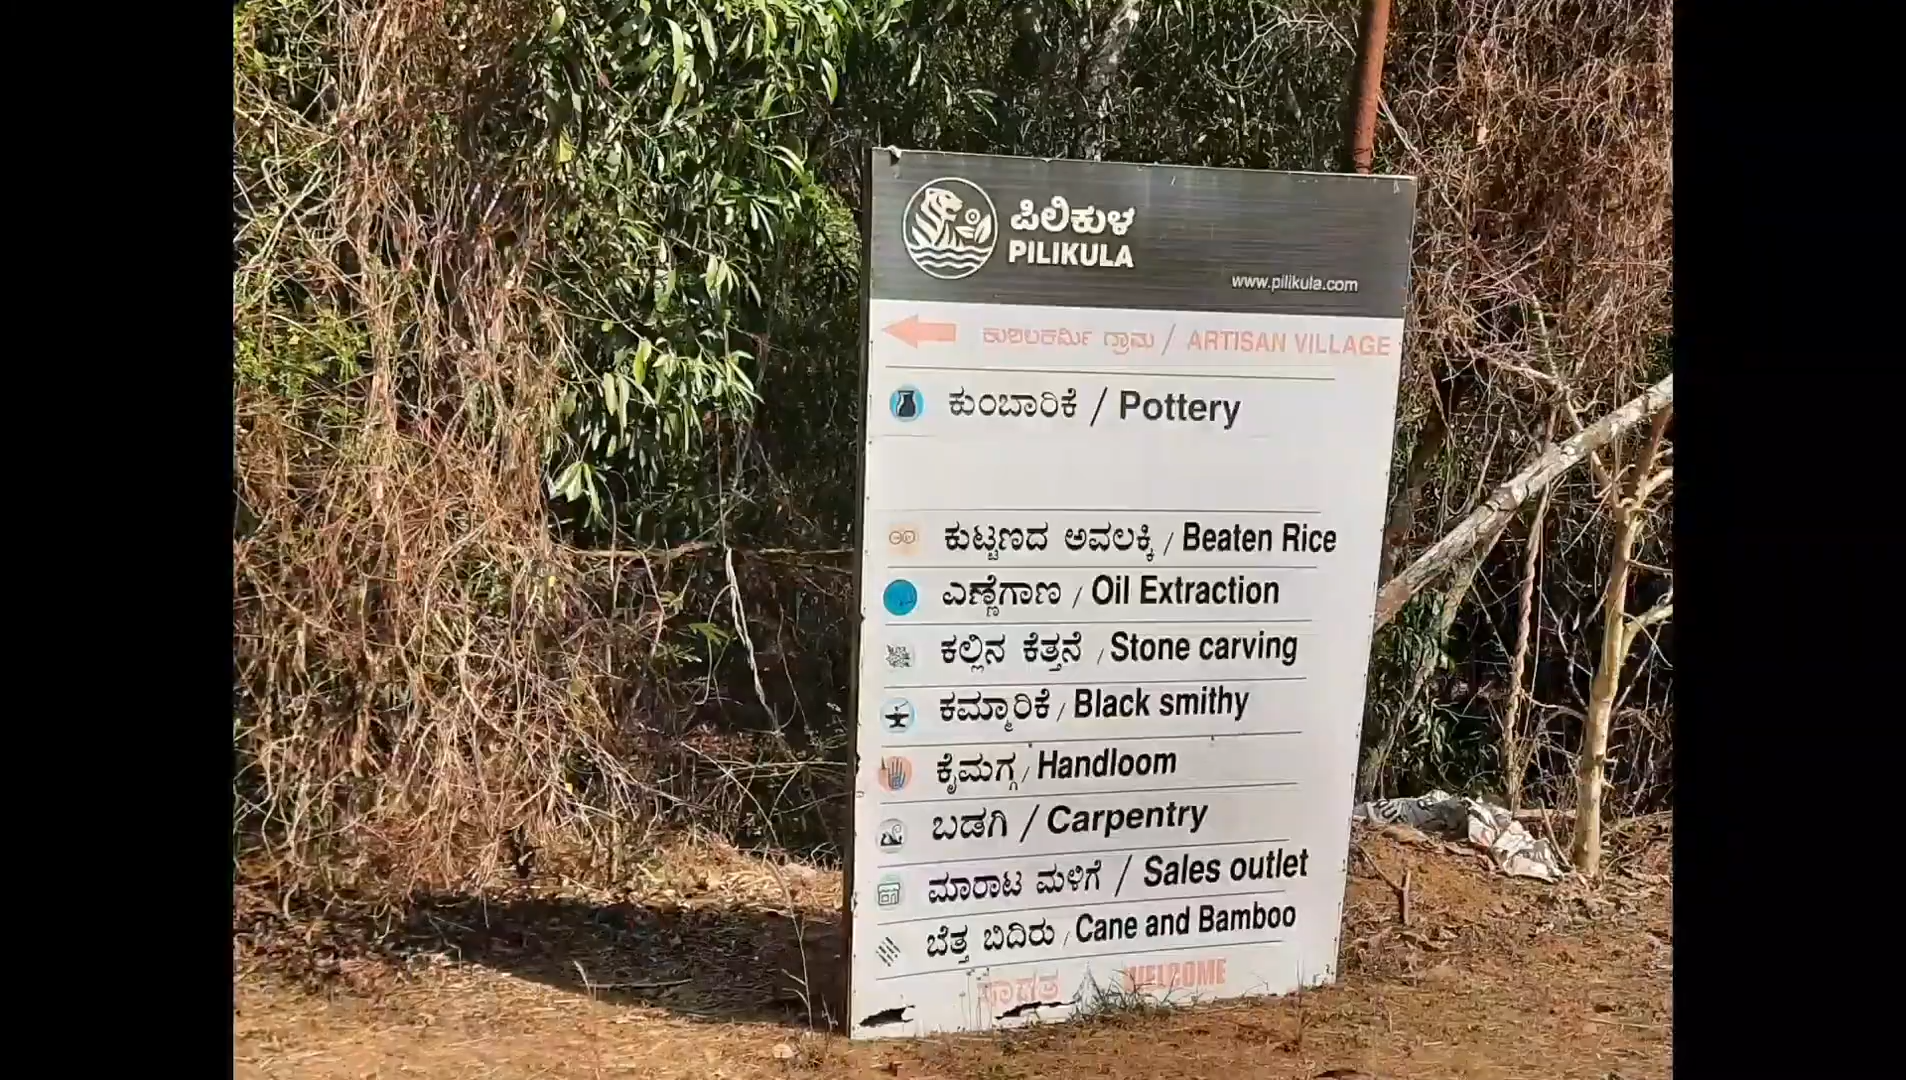 ಪಿಲಿಕುಳ
PILIKULA
www.pilikula.com
ಕುಶಲಕರ್ಮಿ ಗ್ರಾಮ / ARTISAN VILLAGE
ಕುಂಬಾರಿಕೆ / Pottery
ಕುಟ್ಟಣದ ಅವಲಕ್ಕಿ / Beaten Rice
ಎಣ್ಣೆಗಾಣ / Oil Extraction
ಕಲ್ಲಿನ ಕೆತ್ತನೆ / Stone carving
ಕಮ್ಮಾರಿಕೆ / Black smithy
ಕೈಮಗ್ಗ / Handloom
ಬಡಗಿ / Carpentry
ಮಾರಾಟ ಮಳಿಗೆ / Sales outlet
ಬೆತ್ತ ಬಿದಿರು / Cane and Bamboo
ಸ್ವಾಗತ WELCOME